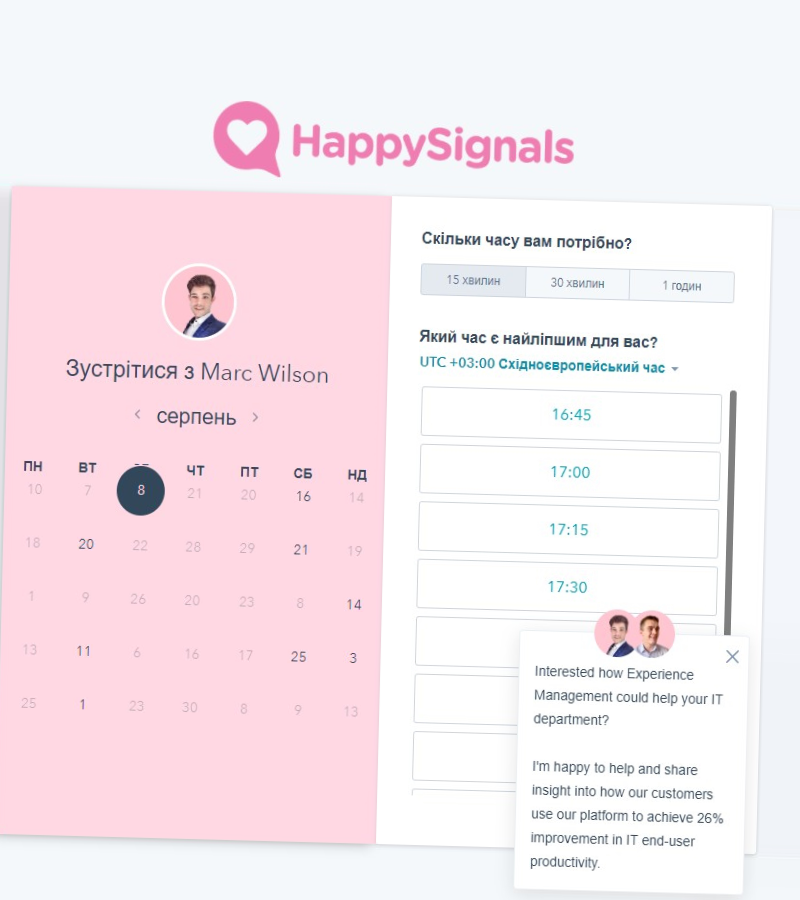 HappySignals
Зустрітися з Marc Wilson
серпень
ПН ВТ ЧТ ПТ СБ НД
10 7 8 21 20 16 14
18 20 22 28 29 21 19
1 9 26 20 23 8 14
13 11 6 16 17 25 3
25 1 23 30 8 9 13
Скільки часу вам потрібно?
15 хвилин 30 хвилин 1 годин
Який час є найліпшим для вас?
UTC +03:00 Східноєвропейський час
16:45
17:00
17:15
17:30
Interested how Experience
Management could help your IT
department?
I'm happy to help and share
insight into how our customers
use our platform to achieve 26%
improvement in IT end-user
productivity.